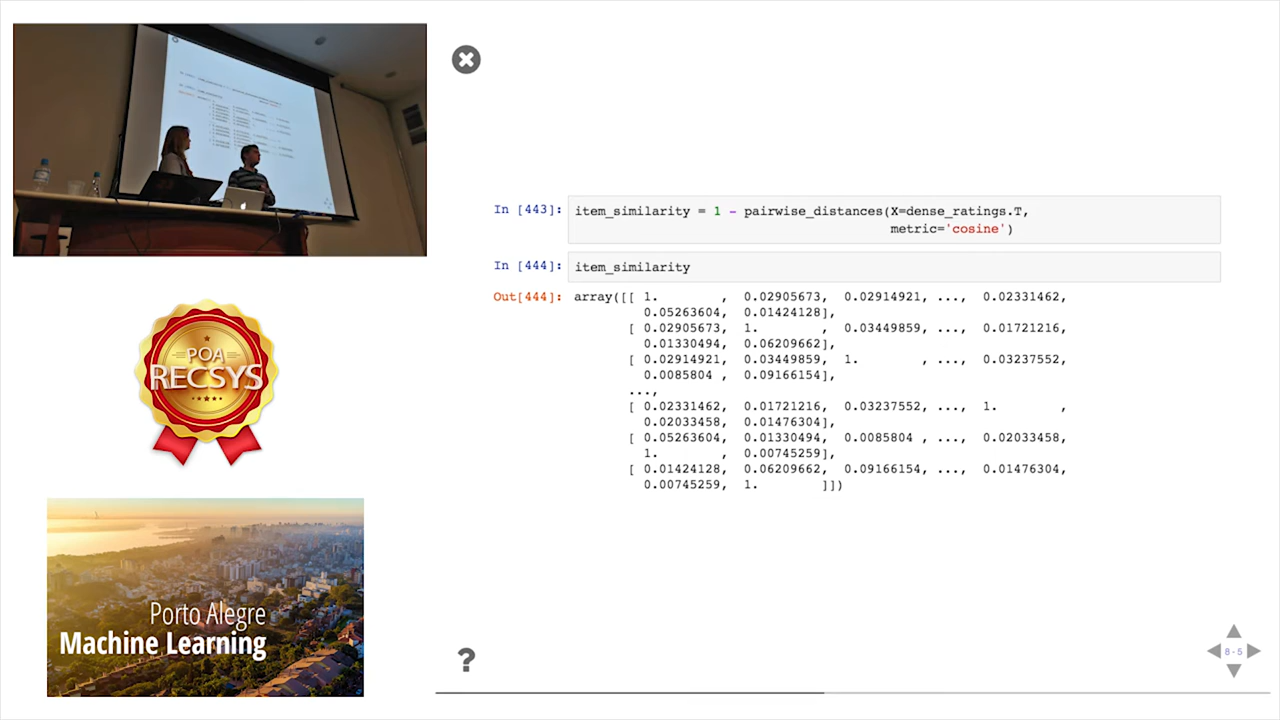 POA
RECSYS
Porto Alegre
Machine Learning
In [443]: item_similarity = 1 - pairwise_distances(X=dense_ratings.T,
metric='cosine')
In [444]: item_similarity
Out[444]: array([[ 1.        ,  0.02905673,  0.02914921, ...,  0.02331462,
0.05263604,  0.01424128],
[ 0.02905673,  1.        ,  0.03449859, ...,  0.01721216,
0.01330494,  0.06209662],
[ 0.02914921,  0.03449859,  1.        , ...,  0.03237552,
0.0085804 ,  0.09166154],
...,
[ 0.02331462,  0.01721216,  0.03237552, ...,  1.        ,
0.02033458,  0.01476304],
[ 0.05263604,  0.01330494,  0.0085804 , ...,  0.02033458,
1.        ,  0.00745259],
[ 0.01424128,  0.06209662,  0.09166154, ...,  0.01476304,
0.00745259,  1.        ]])
?
8-5